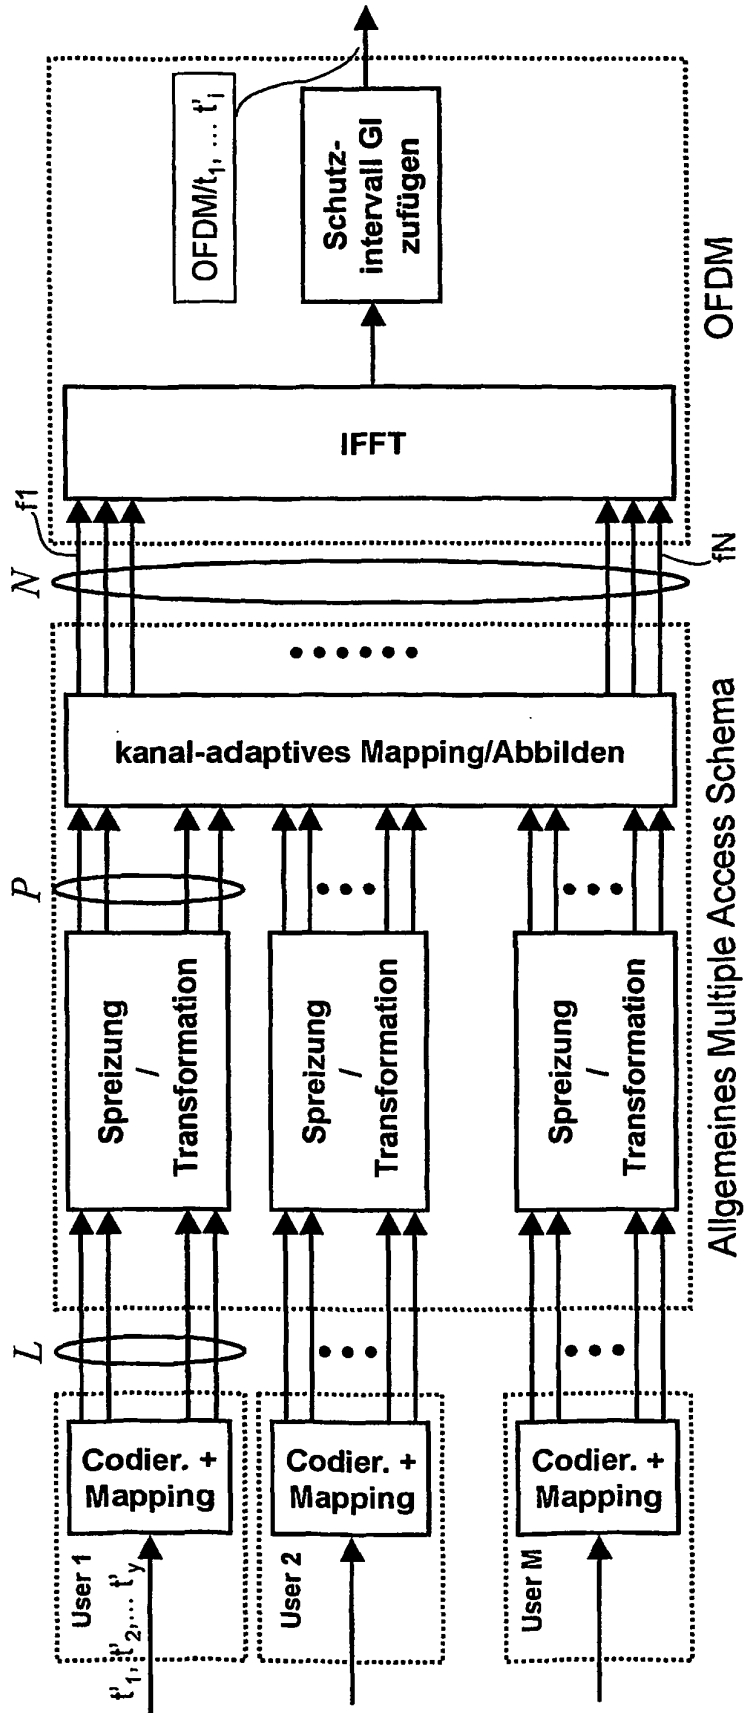 t'1, t'2,... t'y
User 1
Codier. +
Mapping
L
Spreizung
/
Transformation
P
User 2
Codier. +
Mapping
Spreizung
/
Transformation
User M
Codier. +
Mapping
Spreizung
/
Transformation
kanal-adaptives Mapping/Abbilden
Allgemeines Multiple Access Schema
N
f1
fN
IFFT
Schutz-
intervall GI
zufügen
OFDM/t1, ... t'i
OFDM